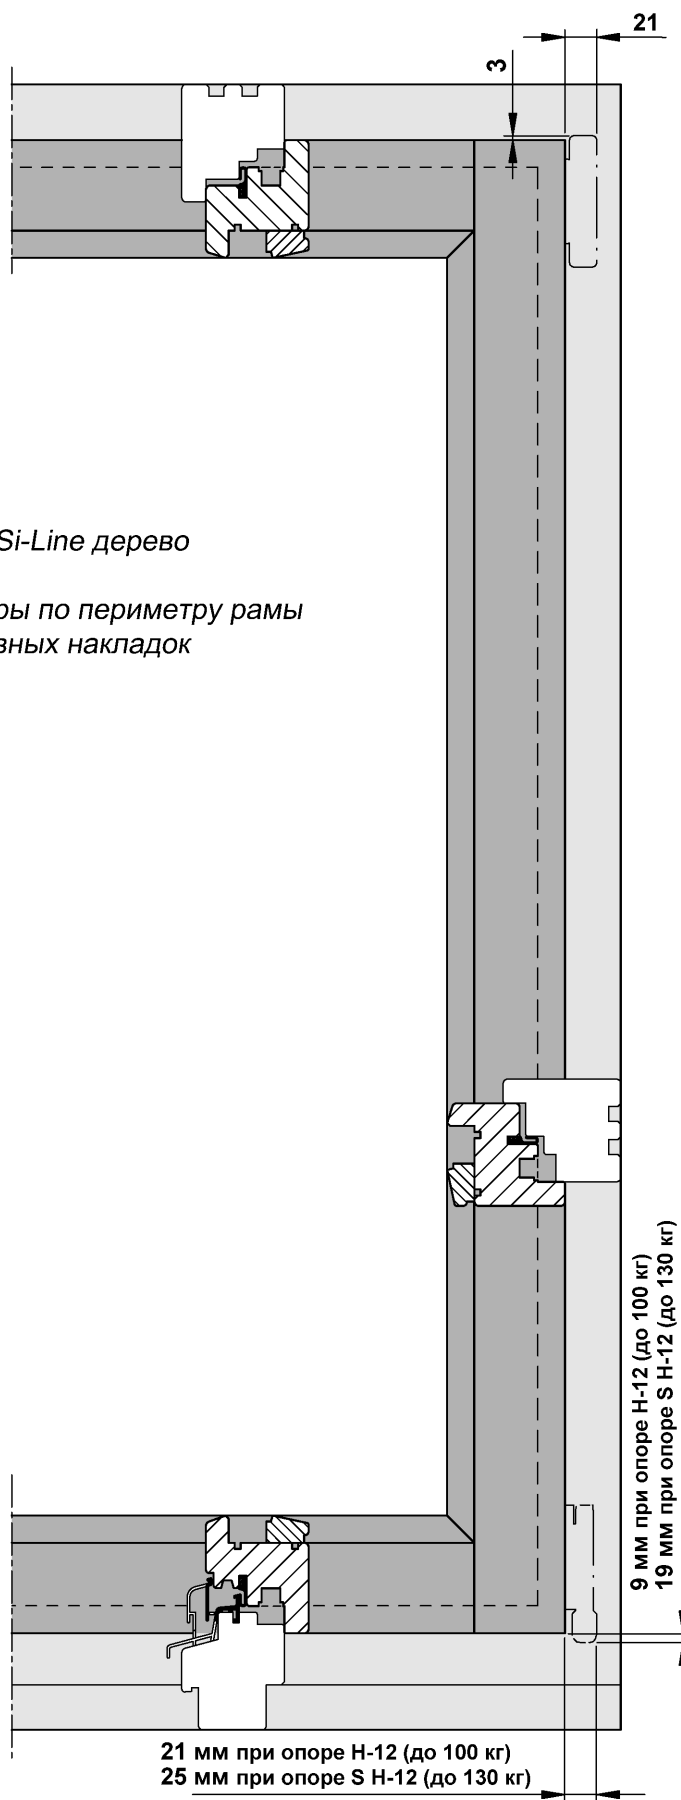 21
3
Si-Line дерево
ры по периметру рамы
вных накладок
9 мм при опоре H-12 (до 100 кг)
19 мм при опоре S H-12 (до 130 кг)
21 мм при опоре H-12 (до 100 кг)
25 мм при опоре S H-12 (до 130 кг)